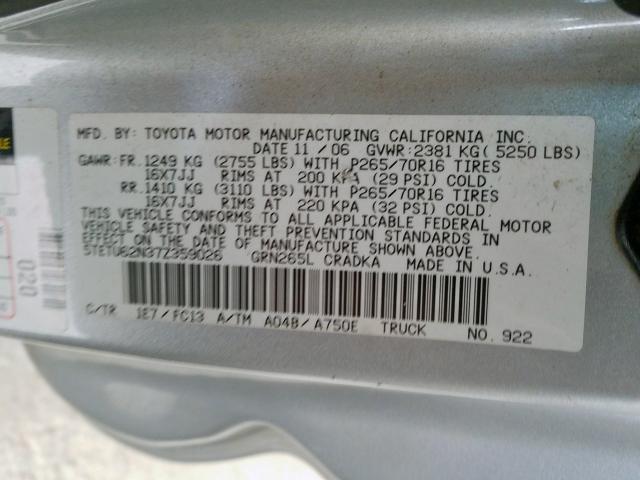 MFD. BY: TOYOTA MOTOR MANUFACTURING CALIFORNIA INC.
DATE 11 /06 GVWR:2381 KG( 5250 LBS)
GAWR:FR.1249 KG (2755 LBS) WITH P265/70R16 TIRES
16X7JJ RIMS AT 200 KPA (29 PSI) COLD.
RR.1410 KG (3110 LBS) WITH P265/70R16 TIRES
16X7JJ RIMS AT 220 KPA (32 PSI) COLD.
THIS VEHICLE CONFORMS TO ALL APPLICABLE FEDERAL MOTOR
VEHICLE SAFETY AND THEFT PREVENTION STANDARDS IN
EFFECT ON THE DATE OF MANUFACTURE SHOWN ABOVE.
5TETU62N37Z359026 GRN265L CRADKA MADE IN U.S.A.
C/TR 1E7/FC13 A/TM A04B/A750E TRUCK NO. 922
020